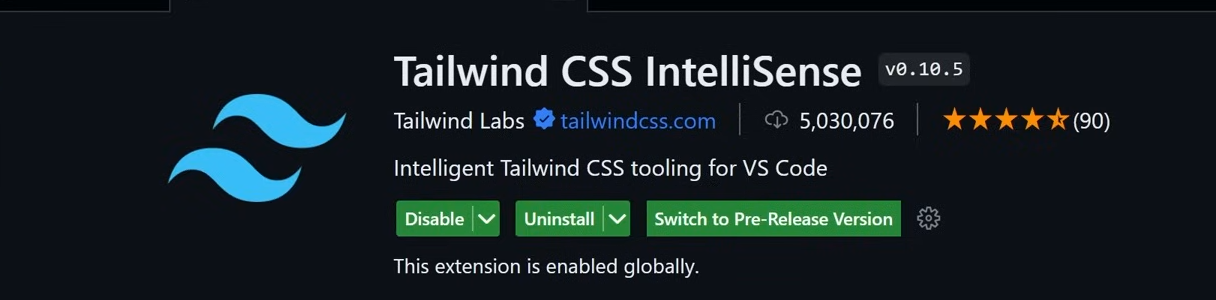 Tailwind CSS IntelliSense v0.10.5
Tailwind Labs tailwindcss.com 5,030,076 (90)
Intelligent Tailwind CSS tooling for VS Code
Disable Uninstall Switch to Pre-Release Version
This extension is enabled globally.